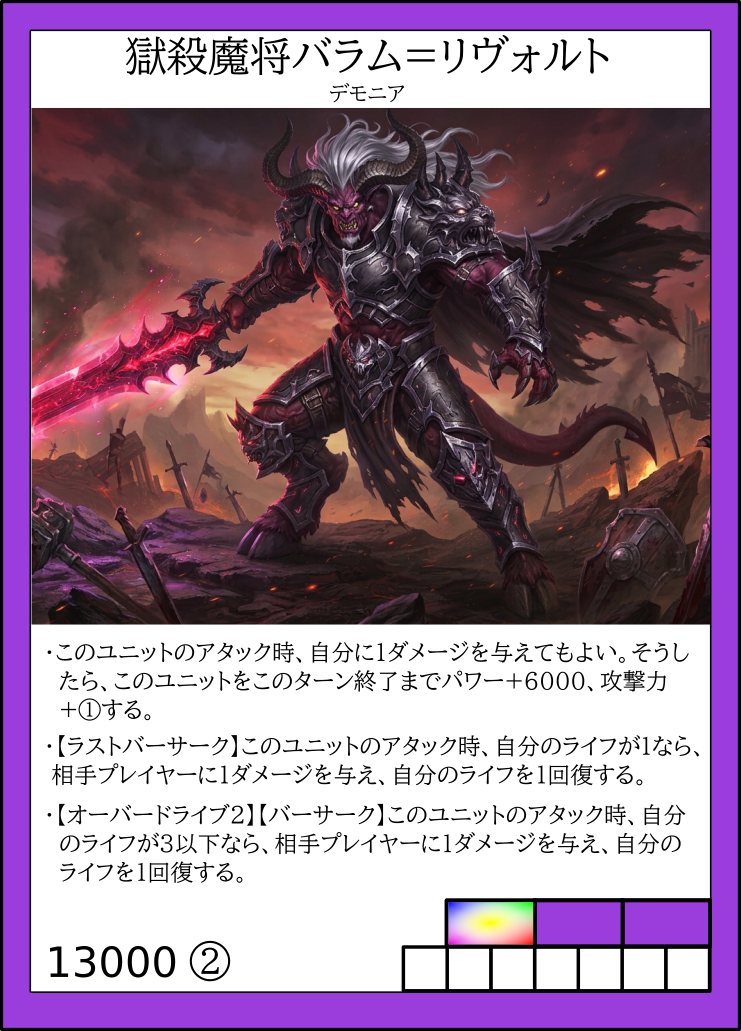 獄殺魔将バラム＝リヴォルト
デモニア
・このユニットのアタック時、自分に1ダメージを与えてもよい。そうし
たら、このユニットをこのターン終了までパワー＋6000、攻撃力
＋①する。
・【ラストバーサーク】このユニットのアタック時、自分のライフが1なら、
相手プレイヤーに1ダメージを与え、自分のライフを1回復する。
・【オーバードライブ2】【バーサーク】このユニットのアタック時、自分
のライフが3以下なら、相手プレイヤーに1ダメージを与え、自分の
ライフを1回復する。
13000 ②